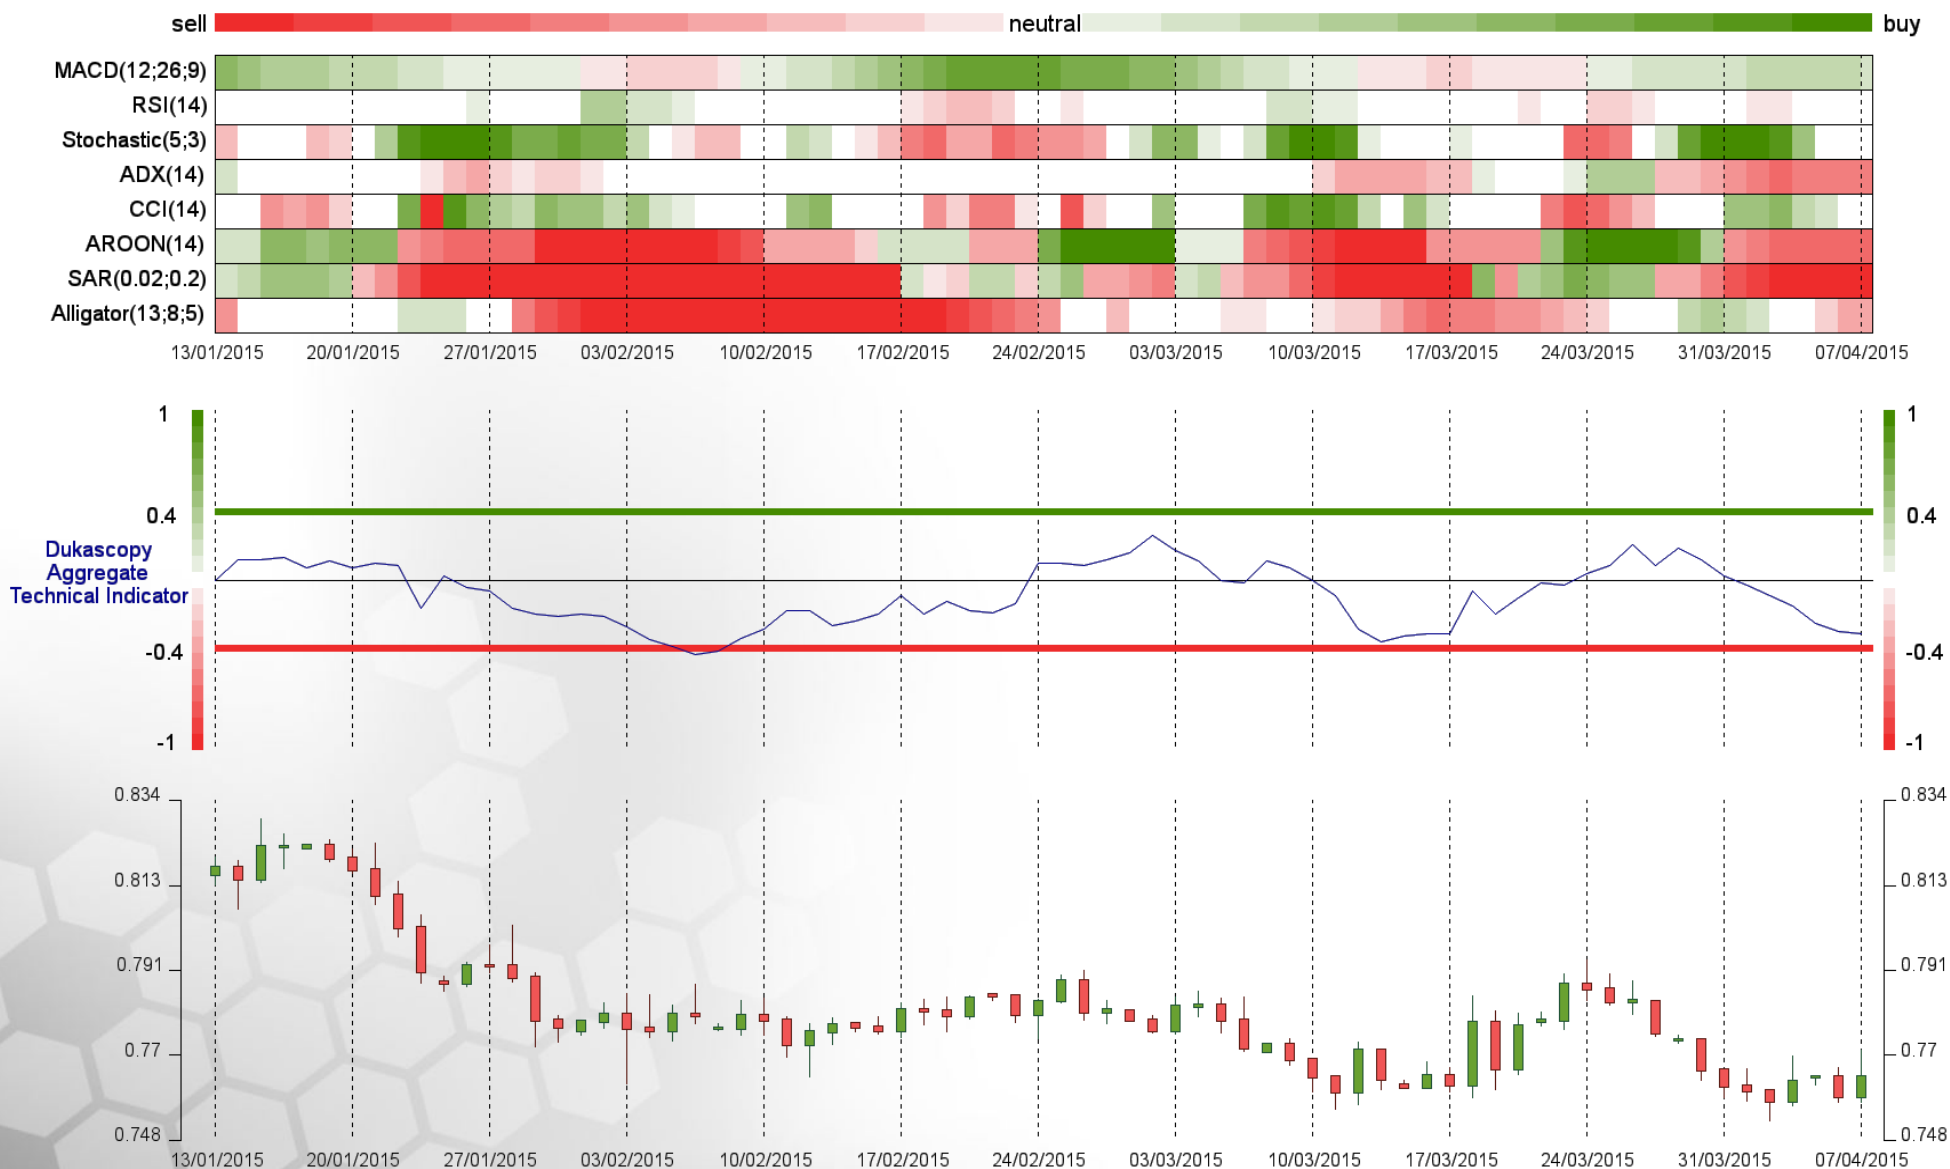 sell neutral buy
MACD(12;26;9)
RSI(14)
Stochastic(5;3)
ADX(14)
CCI(14)
AROON(14)
SAR(0.02;0.2)
Alligator(13;8;5)
13/01/2015 20/01/2015 27/01/2015 03/02/2015 10/02/2015 17/02/2015 24/02/2015 03/03/2015 10/03/2015 17/03/2015 24/03/2015 31/03/2015 07/04/2015
1 1
0.4 0.4
Dukascopy
Aggregate
Technical Indicator
-0.4 -0.4
-1 -1
0.834 0.834
0.813 0.813
0.791 0.791
0.77 0.77
0.748 0.748
13/01/2015 20/01/2015 27/01/2015 03/02/2015 10/02/2015 17/02/2015 24/02/2015 03/03/2015 10/03/2015 17/03/2015 24/03/2015 31/03/2015 07/04/2015